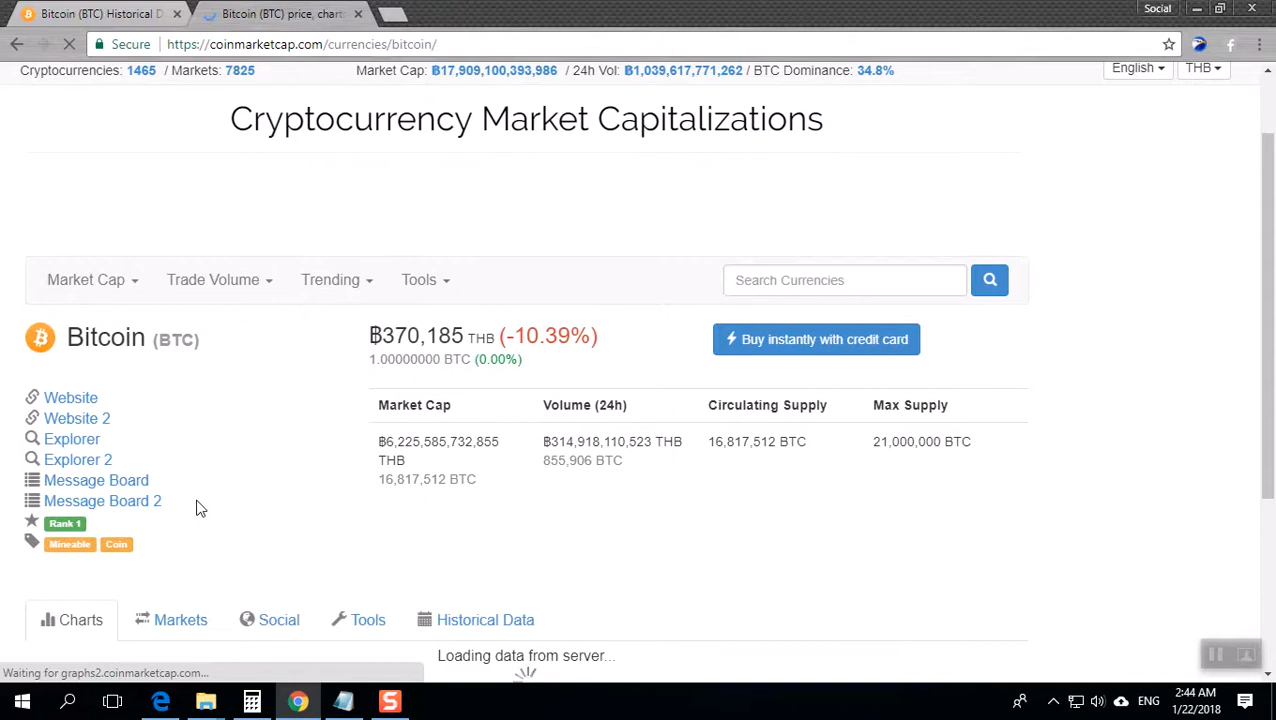 Bitcoin (BTC) Historical D
Bitcoin (BTC) price, chart
Social
Secure
https://coinmarketcap.com/currencies/bitcoin/
Cryptocurrencies: 1465 / Markets: 7825
Market Cap: ฿17,909,100,393,986 / 24h Vol: ฿1,039,617,771,262 / BTC Dominance: 34.8%
English
THB
Cryptocurrency Market Capitalizations
Market Cap
Trade Volume
Trending
Tools
Search Currencies
Bitcoin (BTC)
฿370,185 THB (-10.39%)
1.00000000 BTC (0.00%)
Buy instantly with credit card
Website
Website 2
Explorer
Explorer 2
Message Board
Message Board 2
Rank 1
Mineable Coin
Market Cap
Volume (24h)
Circulating Supply
Max Supply
฿6,225,585,732,855
THB
16,817,512 BTC
฿314,918,110,523 THB
855,906 BTC
16,817,512 BTC
21,000,000 BTC
Charts
Markets
Social
Tools
Historical Data
Loading data from server...
Waiting for graphs2.coinmarketcap.com...
ENG
2:44 AM
1/22/2018